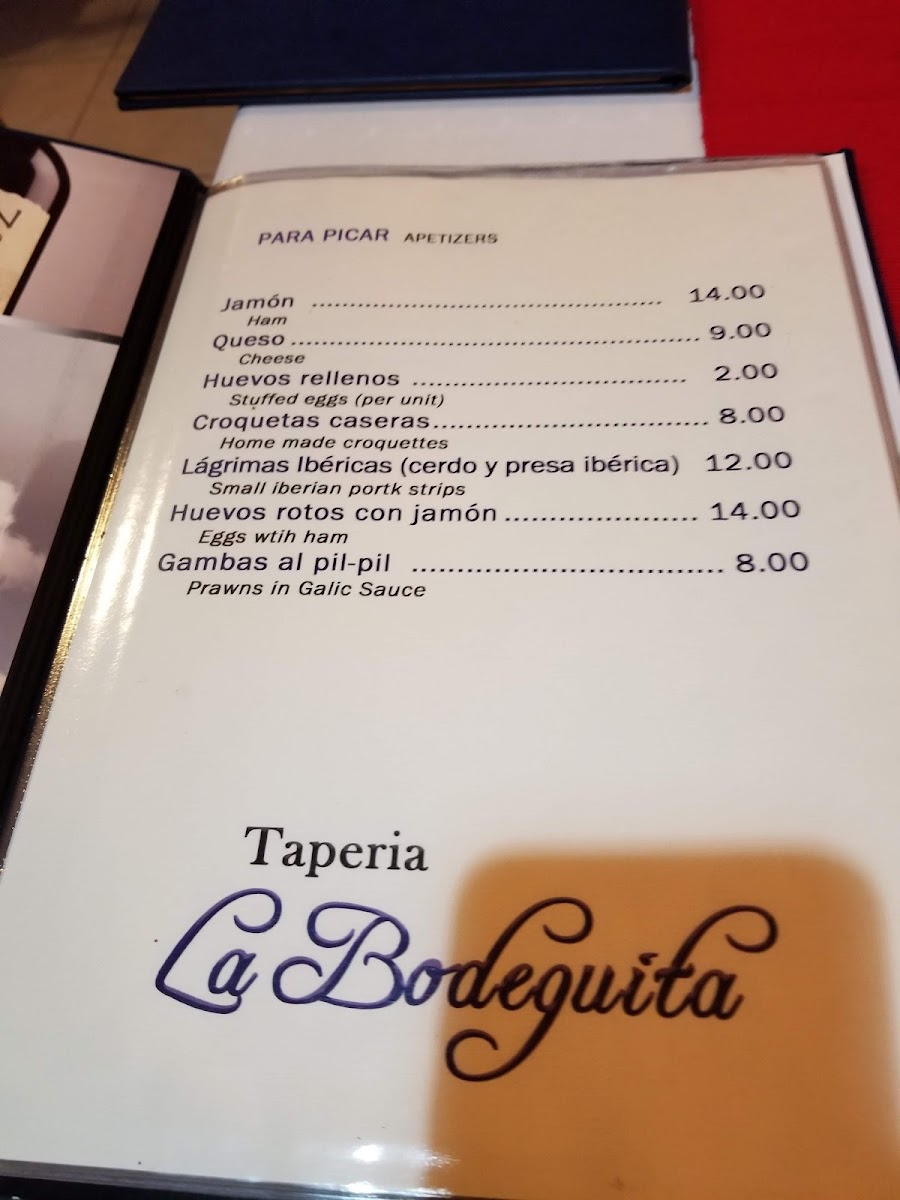 PARA PICAR APETIZERS
Jamón ........................................... 14.00
Ham
Queso .................................................. 9.00
Cheese
Huevos rellenos .................................. 2.00
Stuffed eggs (per unit)
Croquetas caseras.................................. 8.00
Home made croquettes
Lágrimas Ibéricas (cerdo y presa ibérica) 12.00
Small iberian portk strips
Huevos rotos con jamón ....................... 14.00
Eggs wtih ham
Gambas al pil-pil .................................... 8.00
Prawns in Galic Sauce
Taperia
La Bodeguita